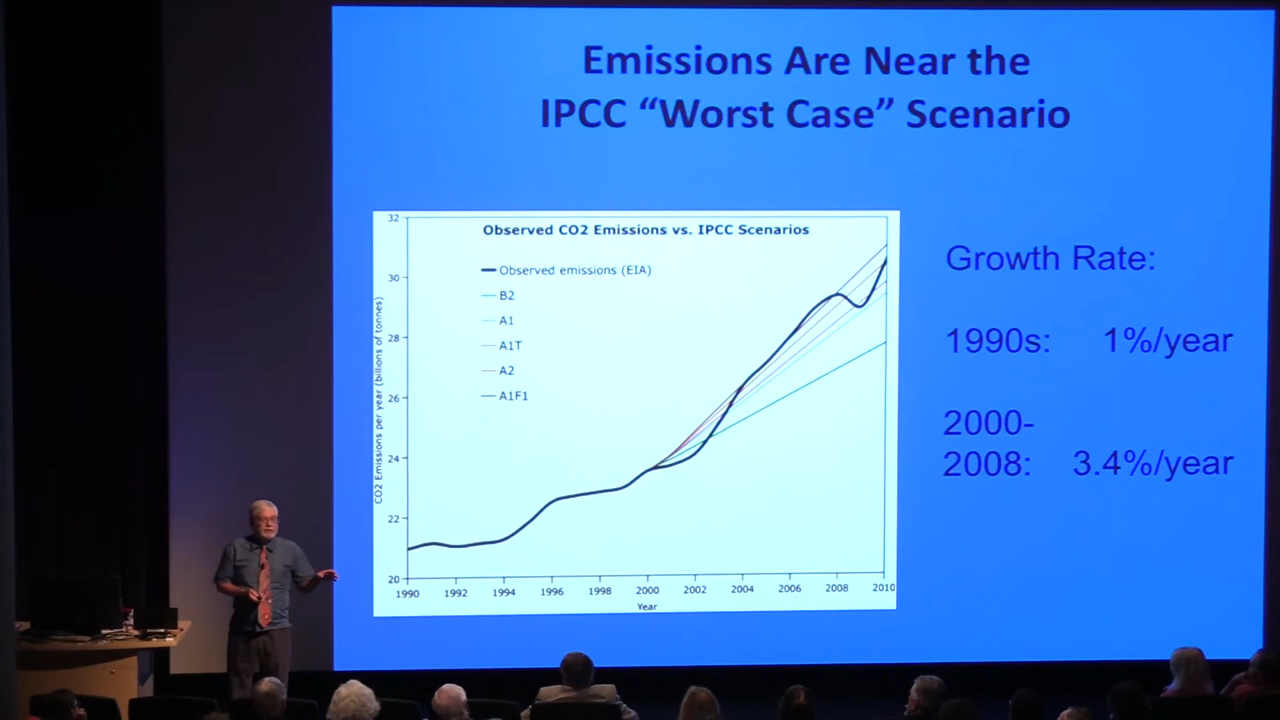 Emissions Are Near the
IPCC “Worst Case” Scenario
Observed CO2 Emissions vs. IPCC Scenarios
Observed emissions (EIA)
B2
A1
A1T
A2
A1F1
CO2 Emissions per year (billions of tonnes)
32
30
28
26
24
22
20
1990 1992 1994 1996 1998 2000 2002 2004 2006 2008 2010
Year
Growth Rate:
1990s: 1%/year
2000-
2008: 3.4%/year